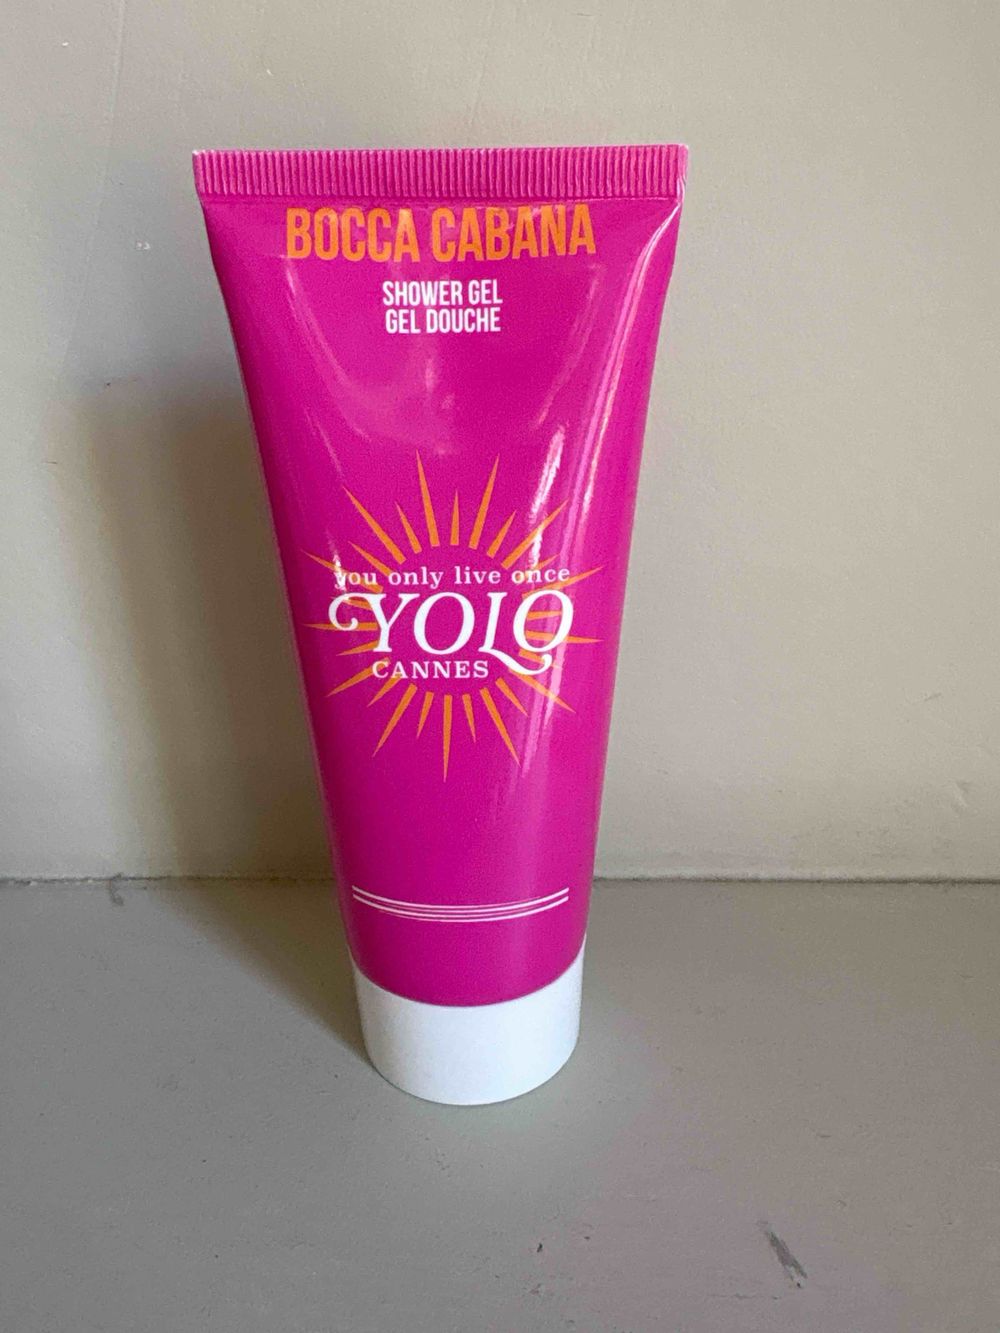 BOCCA CABANA
SHOWER GEL
GEL DOUCHE
you only live once
YOLO
CANNES